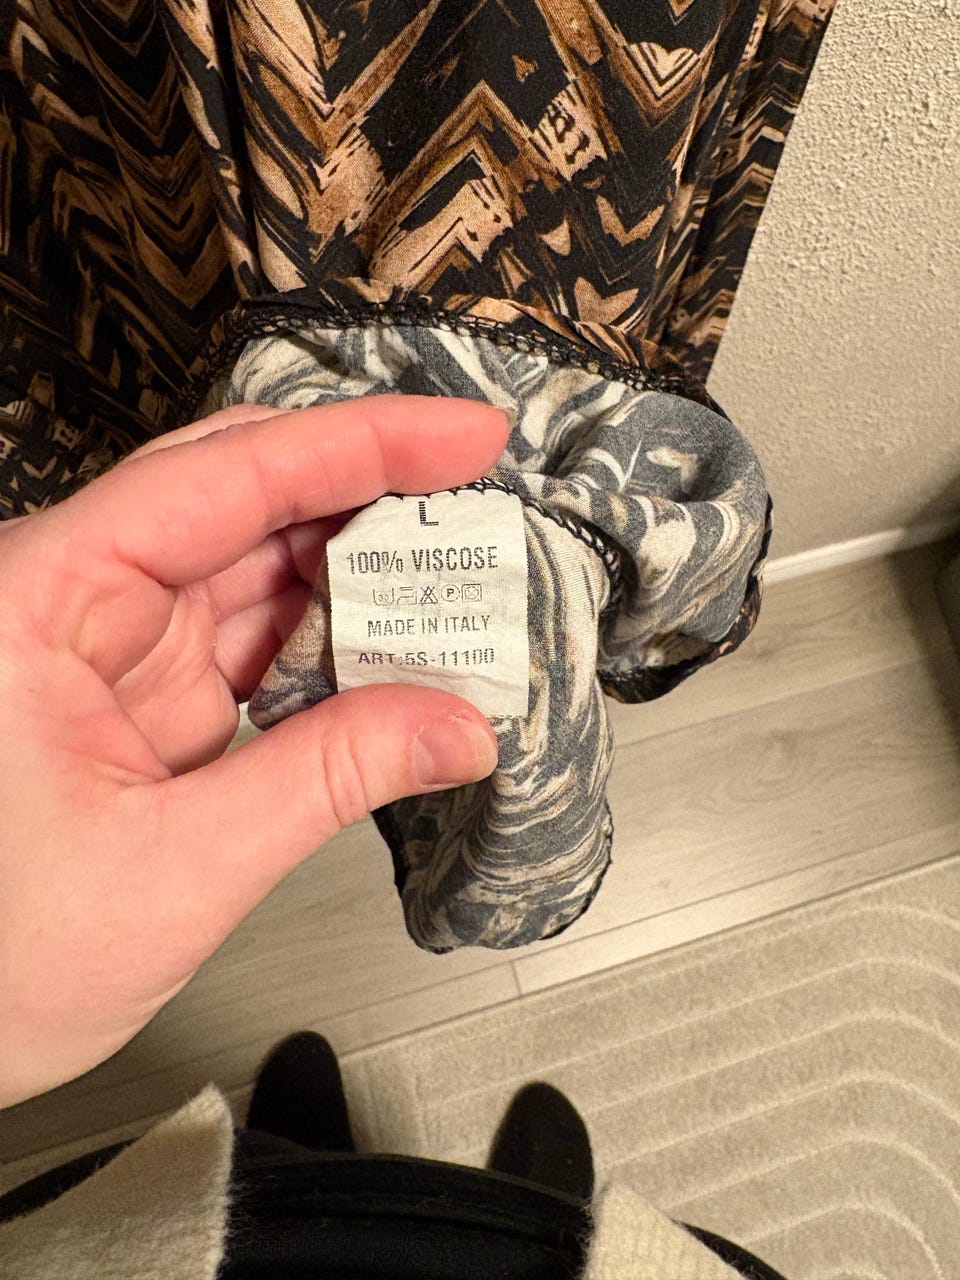 L
100% VISCOSE
P
MADE IN ITALY
ART:5S-11100